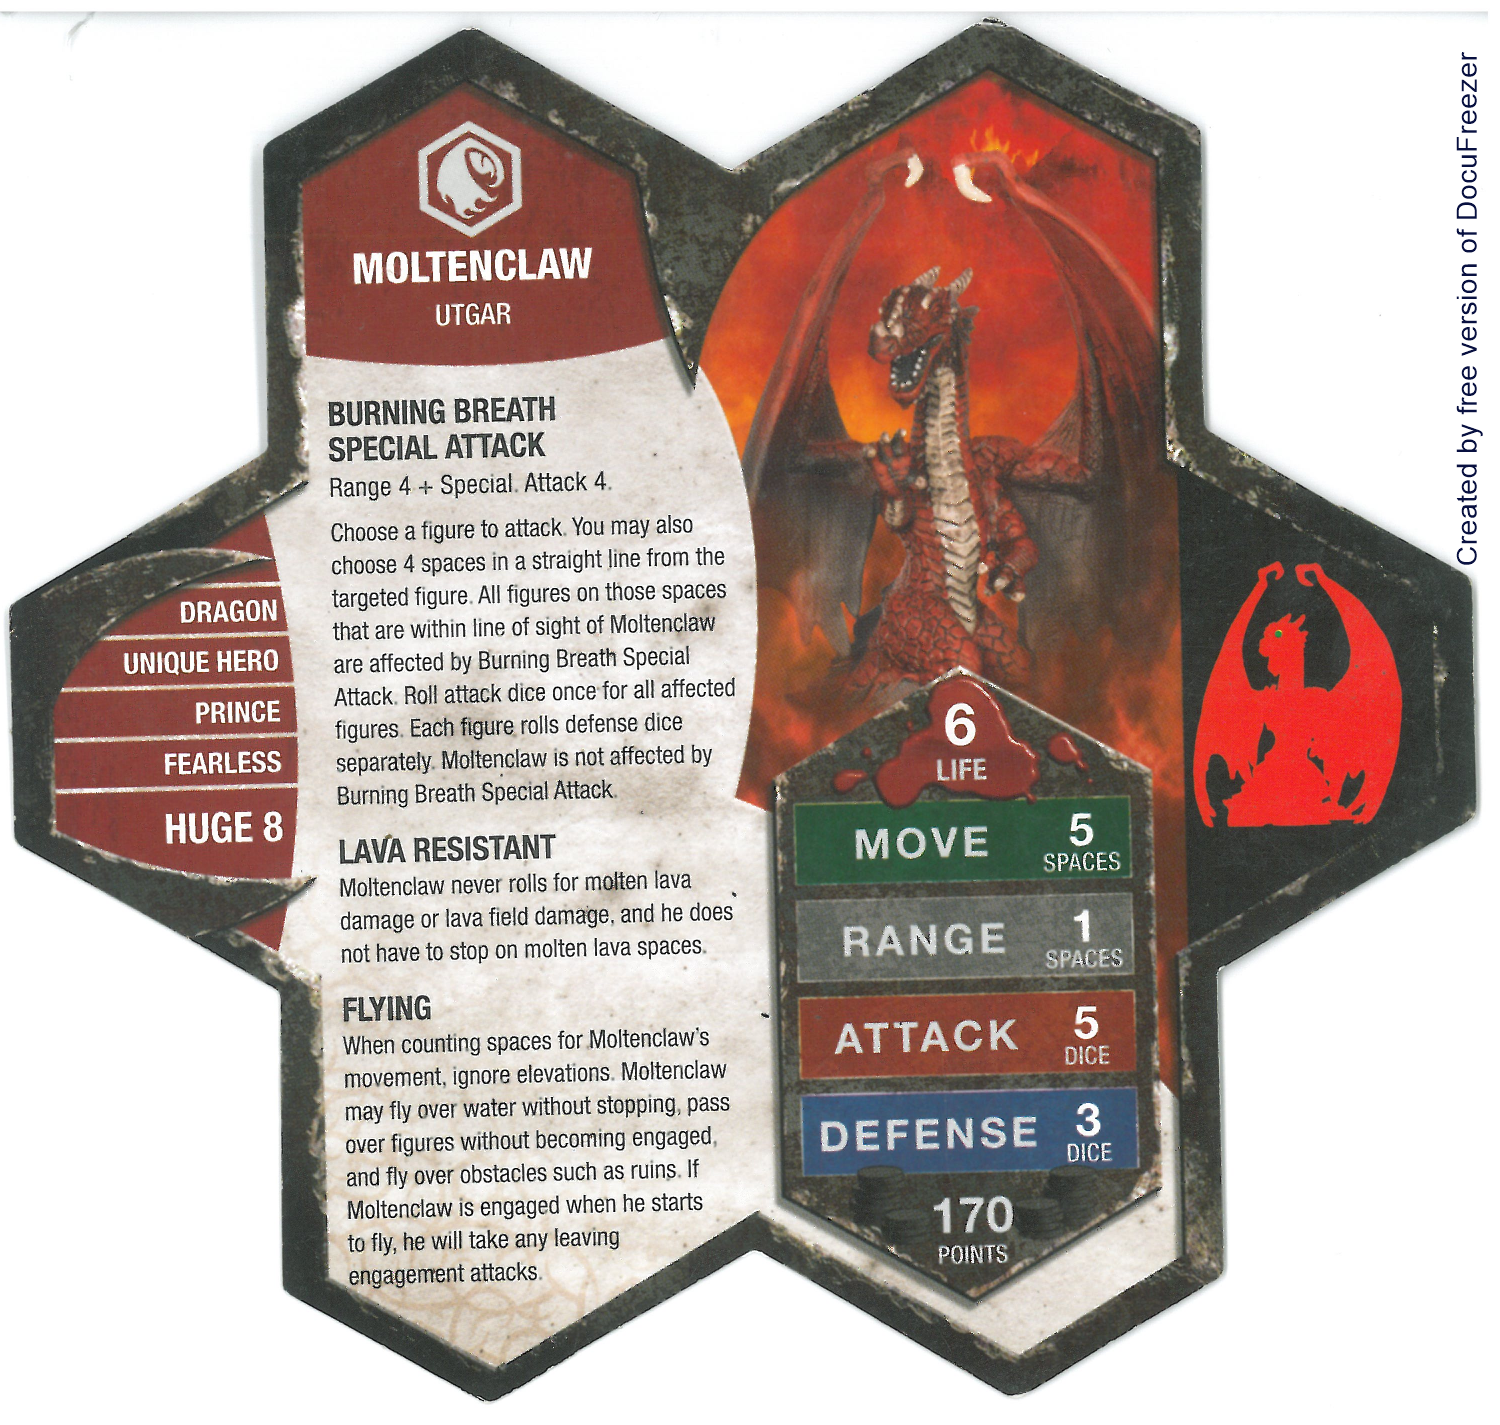 MOLTENCLAW
UTGAR
BURNING BREATH
SPECIAL ATTACK
Range 4 + Special. Attack 4.
Choose a figure to attack. You may also
choose 4 spaces in a straight line from the
targeted figure. All figures on those spaces
that are within line of sight of Moltenclaw
are affected by Burning Breath Special
Attack. Roll attack dice once for all affected
figures. Each figure rolls defense dice
separately. Moltenclaw is not affected by
Burning Breath Special Attack.
LAVA RESISTANT
Moltenclaw never rolls for molten lava
damage or lava field damage, and he does
not have to stop on molten lava spaces.
FLYING
When counting spaces for Moltenclaw's
movement, ignore elevations. Moltenclaw
may fly over water without stopping, pass
over figures without becoming engaged,
and fly over obstacles such as ruins. If
Moltenclaw is engaged when he starts
to fly, he will take any leaving
engagement attacks.
DRAGON
UNIQUE HERO
PRINCE
FEARLESS
HUGE 8
6
LIFE
MOVE 5
SPACES
RANGE 1
SPACES
ATTACK 5
DICE
DEFENSE 3
DICE
170
POINTS
Created by free version of DocuFreezer